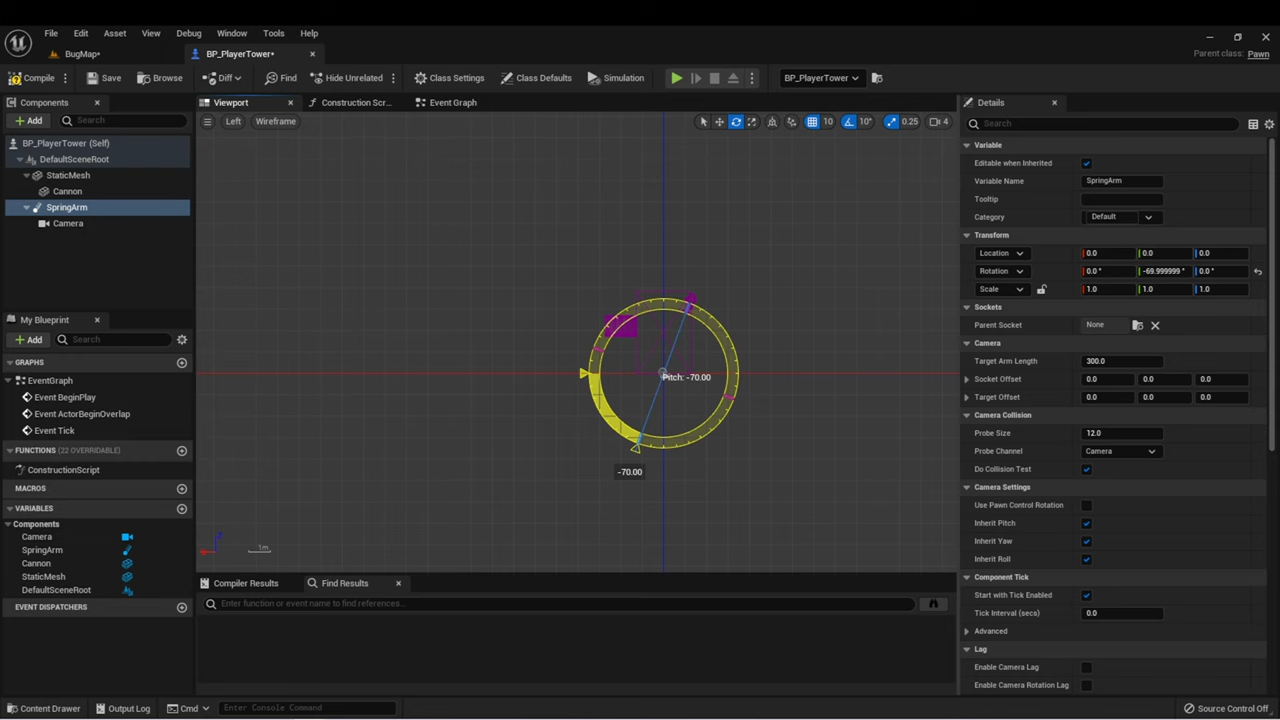 File Edit Asset View Debug Window Tools Help
BugMap*
BP_PlayerTower*
Parent class: Pawn
Compile Save Browse Diff Find Hide Unrelated Class Settings Class Defaults Simulation BP_PlayerTower
Components
Add Search
BP_PlayerTower (Self)
DefaultSceneRoot
StaticMesh
Cannon
SpringArm
Camera
My Blueprint
Add Search
GRAPHS
EventGraph
Event BeginPlay
Event ActorBeginOverlap
Event Tick
FUNCTIONS (22 OVERRIDABLE)
ConstructionScript
MACROS
VARIABLES
Components
Camera
SpringArm
Cannon
StaticMesh
DefaultSceneRoot
EVENT DISPATCHERS
Viewport Construction Scr... Event Graph
Left Wireframe 10 10° 0.25 4
Pitch: -70.00
-70.00
1m
Compiler Results Find Results
Enter function or event name to find references...
Details
Search
Variable
Editable when Inherited
Variable Name SpringArm
Tooltip
Category Default
Transform
Location 0.0 0.0 0.0
Rotation 0.0° -69.999999° 0.0°
Scale 1.0 1.0 1.0
Sockets
Parent Socket None
Camera
Target Arm Length 300.0
Socket Offset 0.0 0.0 0.0
Target Offset 0.0 0.0 0.0
Camera Collision
Probe Size 12.0
Probe Channel Camera
Do Collision Test
Camera Settings
Use Pawn Control Rotation
Inherit Pitch
Inherit Yaw
Inherit Roll
Component Tick
Start with Tick Enabled
Tick Interval (secs) 0.0
Advanced
Lag
Enable Camera Lag
Enable Camera Rotation Lag
Content Drawer Output Log Cmd Enter Console Command Source Control Off